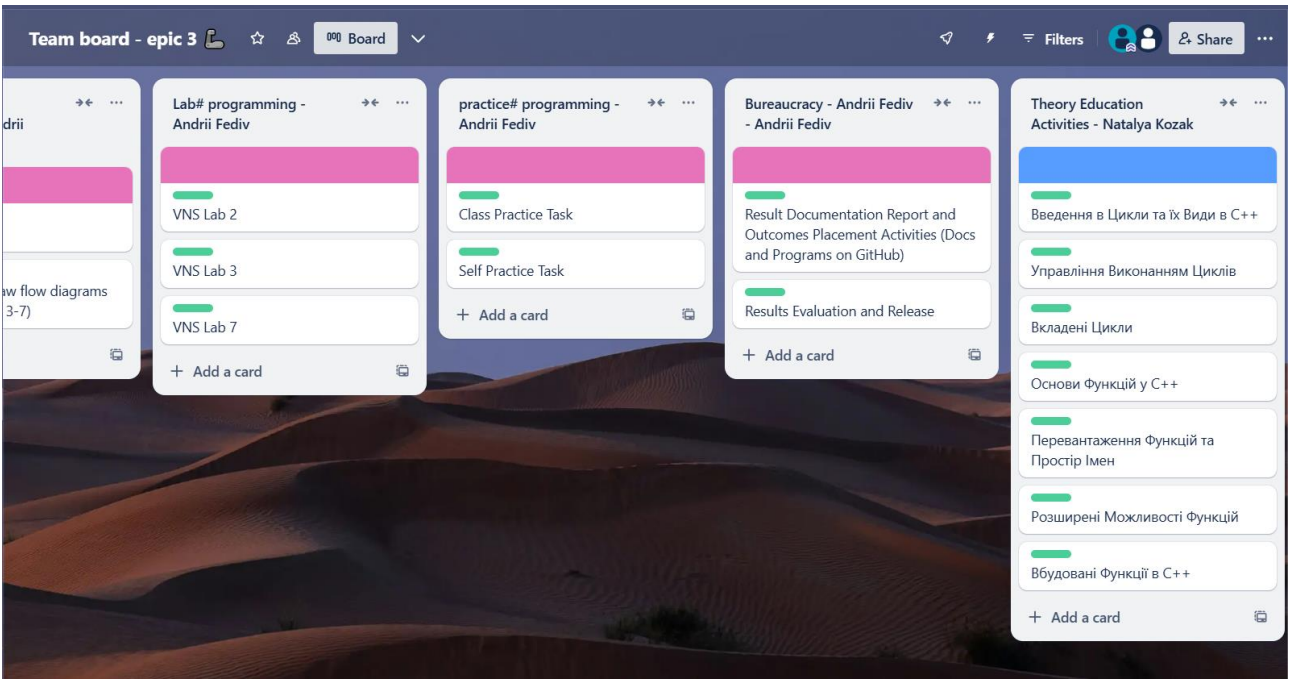 Team board - epic 3
Board
Filters
Share
drii
aw flow diagrams
3-7)
Lab# programming -
Andrii Fediv
VNS Lab 2
VNS Lab 3
VNS Lab 7
+ Add a card
practice# programming -
Andrii Fediv
Class Practice Task
Self Practice Task
+ Add a card
Bureaucracy - Andrii Fediv
- Andrii Fediv
Result Documentation Report and
Outcomes Placement Activities (Docs
and Programs on GitHub)
Results Evaluation and Release
+ Add a card
Theory Education
Activities - Natalya Kozak
Введення в Цикли та їх Види в C++
Управління Виконанням Циклів
Вкладені Цикли
Основи Функцій у C++
Перевантаження Функцій та
Простір Імен
Розширені Можливості Функцій
Вбудовані Функції в C++
+ Add a card